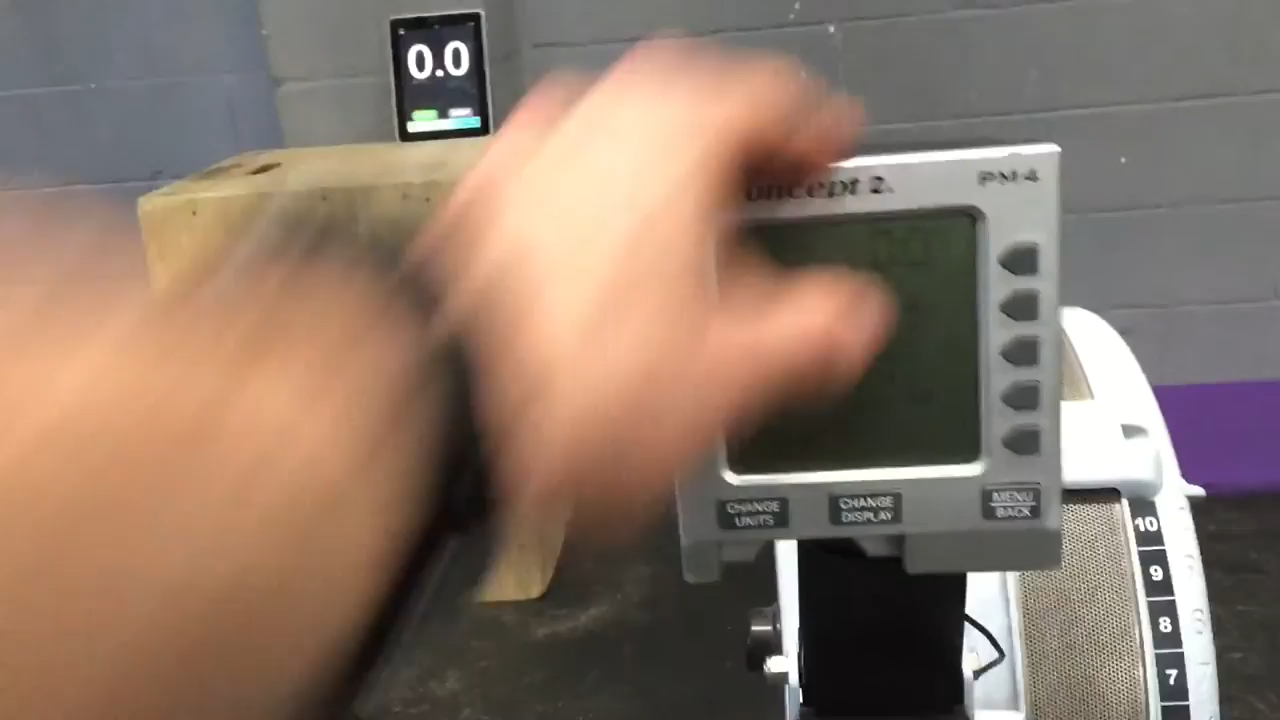 0.0
oncept 2.
PM4
CHANGE
UNITS
CHANGE
DISPLAY
MENU
BACK
10
9
8
7